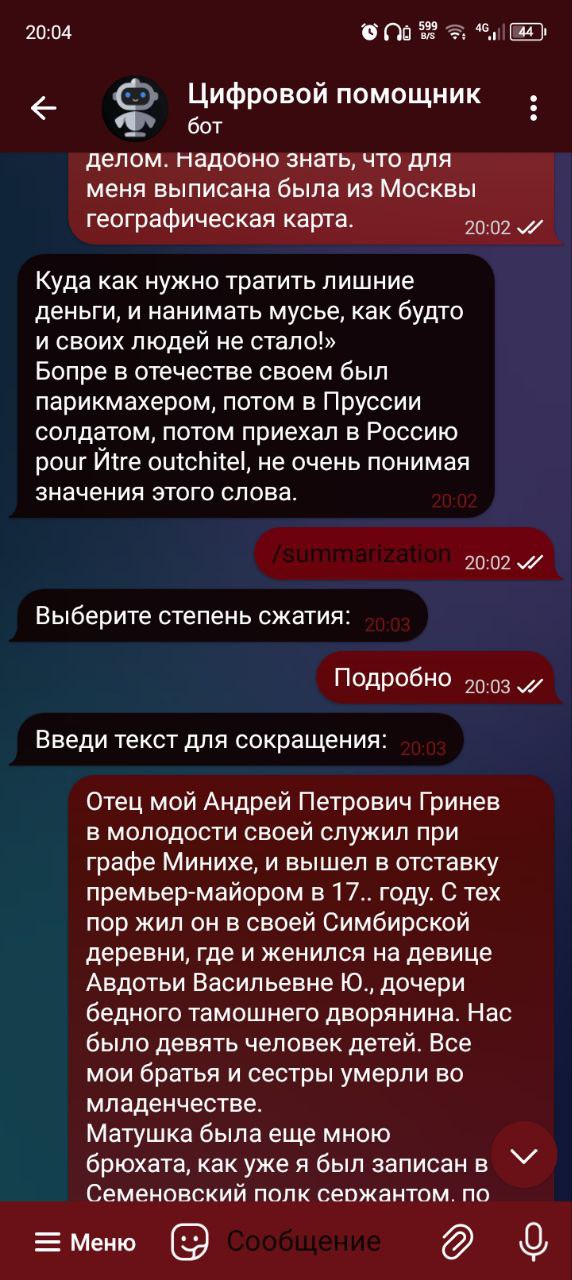 20:04
599
B/S
4G
44
Цифровой помощник
бот
делом. Надобно знать, что для
меня выписана была из Москвы
географическая карта.
20:02
Куда как нужно тратить лишние
деньги, и нанимать мусье, как будто
и своих людей не стало!»
Бопре в отечестве своем был
парикмахером, потом в Пруссии
солдатом, потом приехал в Россию
pour Йtre outchitel, не очень понимая
значения этого слова.
20:02
/summarization
20:02
Выберите степень сжатия:
20:03
Подробно
20:03
Введи текст для сокращения:
20:03
Отец мой Андрей Петрович Гринев
в молодости своей служил при
графе Минихе, и вышел в отставку
премьер-майором в 17.. году. С тех
пор жил он в своей Симбирской
деревни, где и женился на девице
Авдотьи Васильевне Ю., дочери
бедного тамошнего дворянина. Нас
было девять человек детей. Все
мои братья и сестры умерли во
младенчестве.
Матушка была еще мною
брюхата, как уже я был записан в
Семеновский полк сержантом, по
Меню
Сообщение